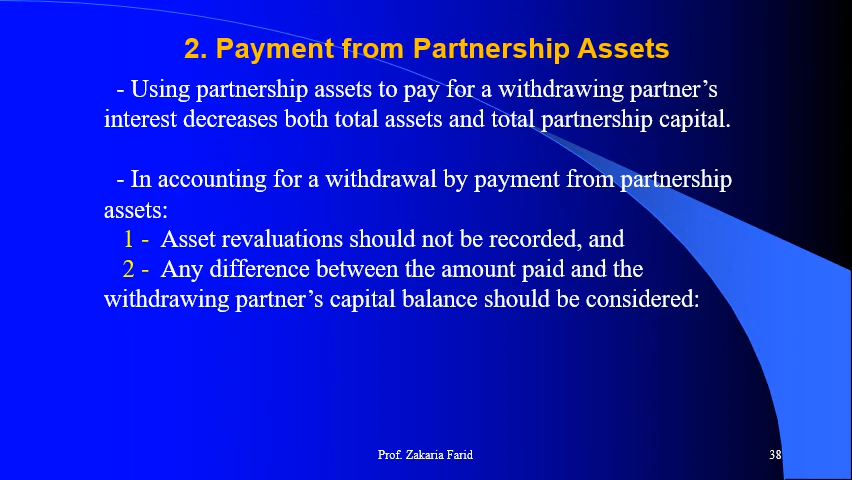 2. Payment from Partnership Assets
- Using partnership assets to pay for a withdrawing partner’s
interest decreases both total assets and total partnership capital.
- In accounting for a withdrawal by payment from partnership
assets:
1 - Asset revaluations should not be recorded, and
2 - Any difference between the amount paid and the
withdrawing partner’s capital balance should be considered:
Prof. Zakaria Farid
38